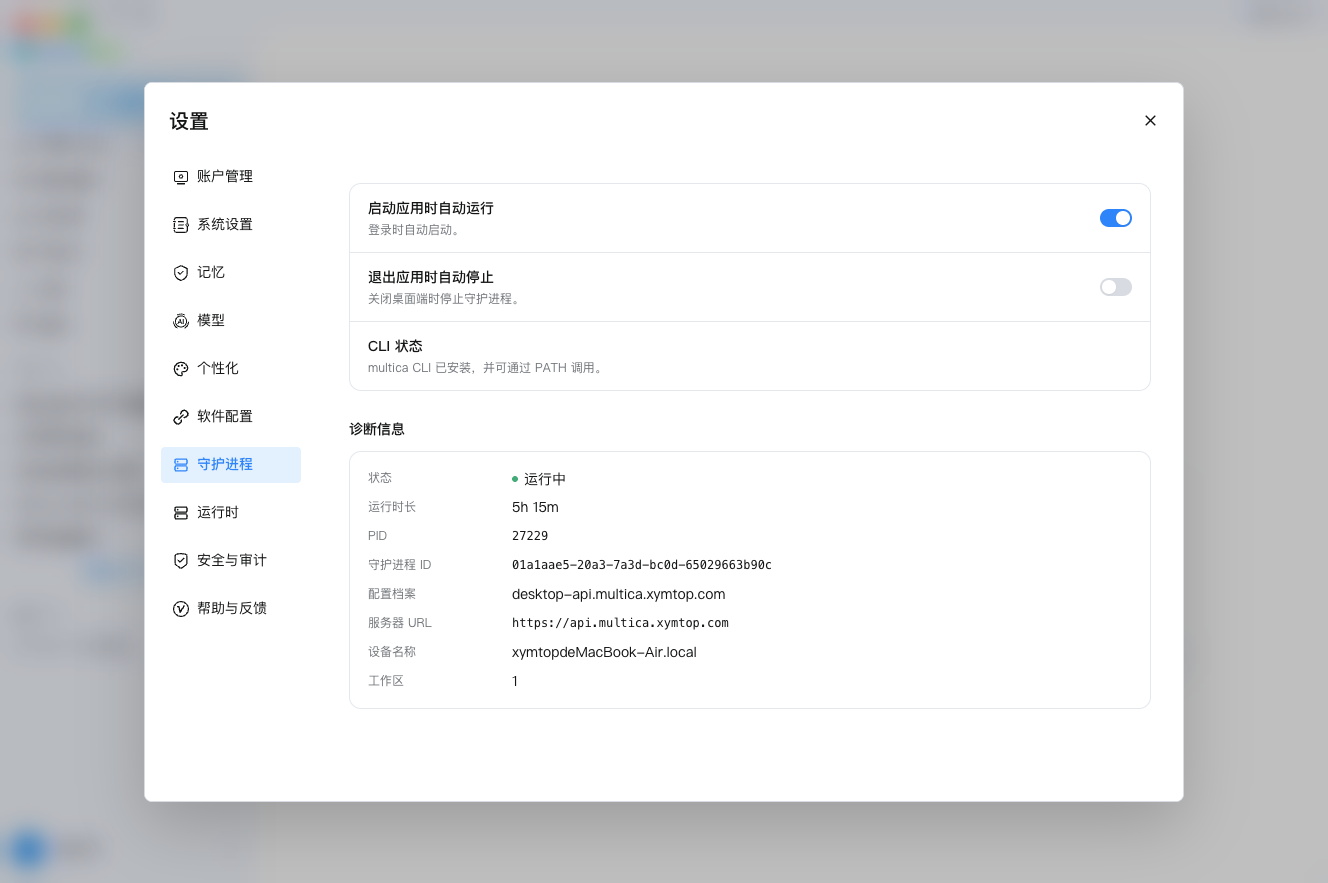 设置
账户管理
系统设置
记忆
模型
个性化
软件配置
守护进程
运行时
安全与审计
帮助与反馈
启动应用时自动运行
登录时自动启动。
退出应用时自动停止
关闭桌面端时停止守护进程。
CLI 状态
multica CLI 已安装，并可通过 PATH 调用。
诊断信息
状态 运行中
运行时长 5h 15m
PID 27229
守护进程 ID 01a1aae5-20a3-7a3d-bc0d-65029663b90c
配置档案 desktop-api.multica.xymtop.com
服务器 URL https://api.multica.xymtop.com
设备名称 xymtopdeMacBook-Air.local
工作区 1